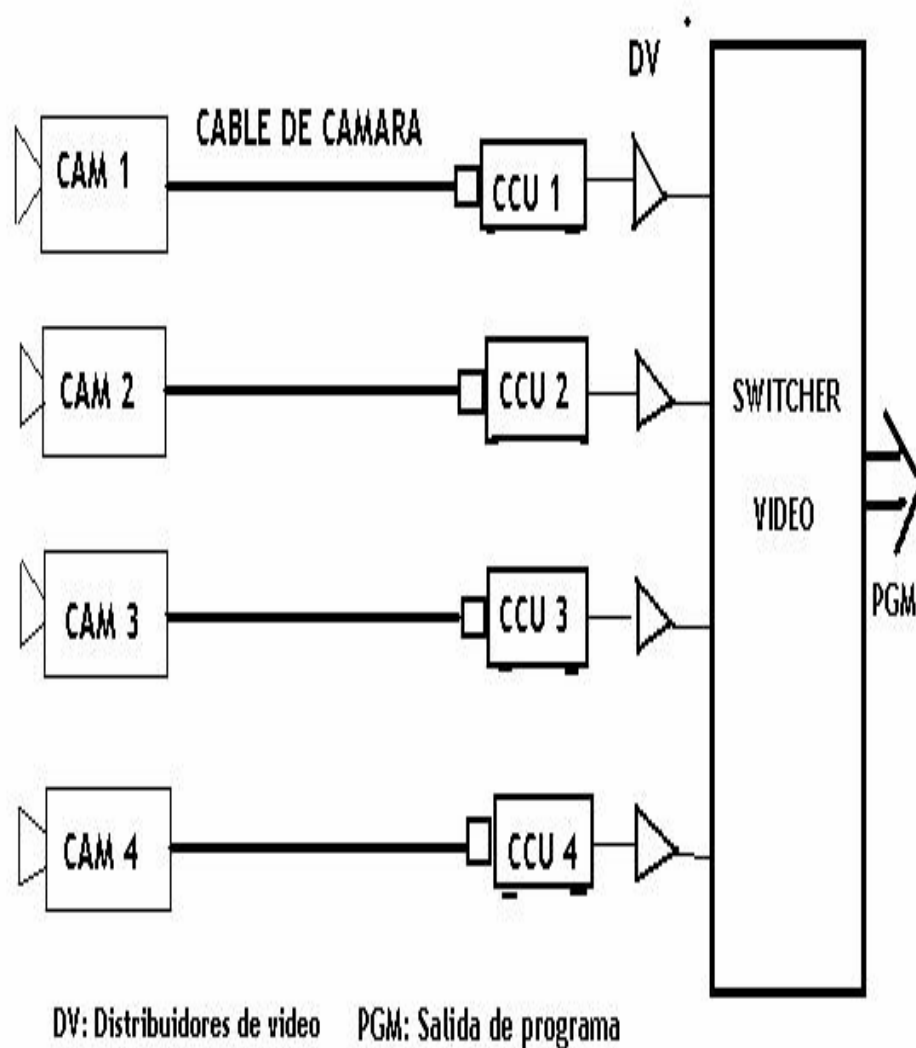 DV
CABLE DE CAMARA
CAM 1
CCU 1
CAM 2
CCU 2
SWITCHER
VIDEO
CAM 3
CCU 3
PGM
CAM 4
CCU 4
DV: Distribuidores de video PGM: Salida de programa